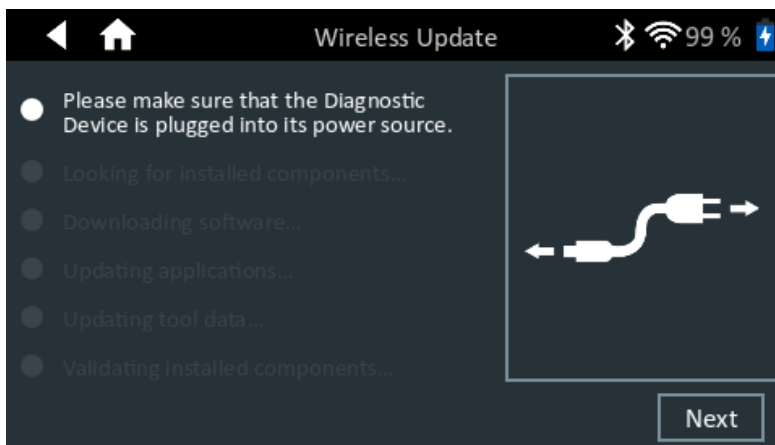 Wireless Update
99 %
Please make sure that the Diagnostic
Device is plugged into its power source.
Looking for installed components...
Downloading software...
Updating applications...
Updating tool data...
Validating installed components...
Next